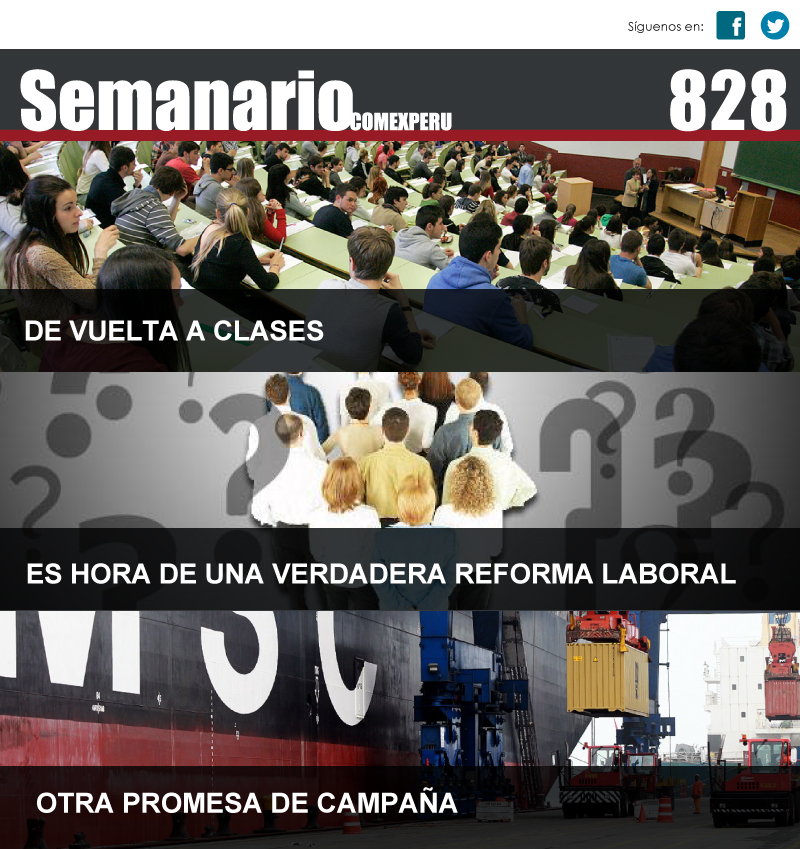 Síguenos en:
Semanario COMEXPERU 828
DE VUELTA A CLASES
ES HORA DE UNA VERDADERA REFORMA LABORAL
MSC
OTRA PROMESA DE CAMPAÑA